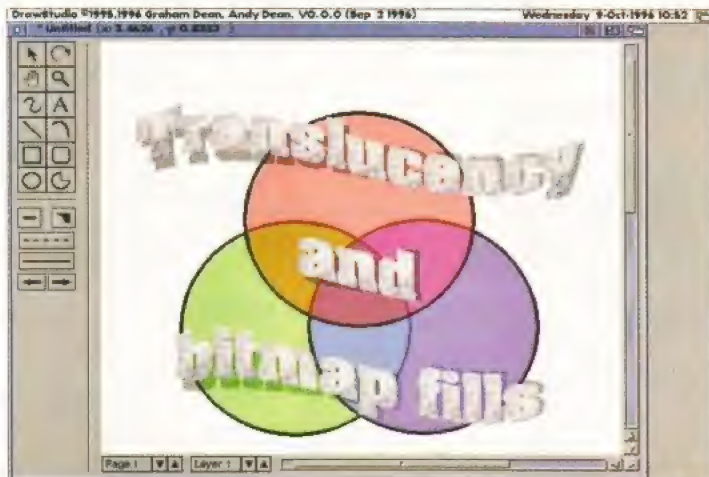 DrawStudio ©1995,1996 Graham Dean, Andy Dean. V0.0.0 (Sep 2 1996) Wednesday 9-Oct-1996 10:52
Translucency
and
bitmap fills
Page 1 Layer 1